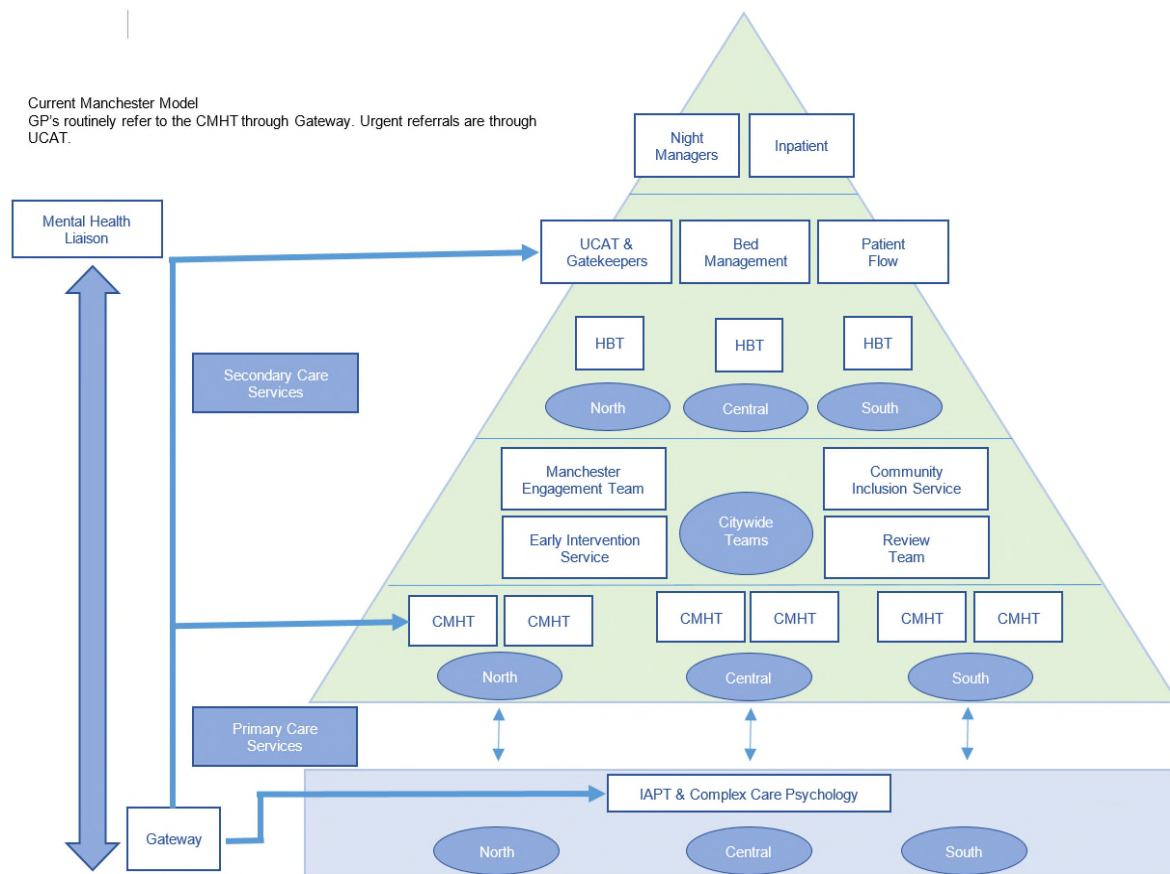 Current Manchester Model
GP's routinely refer to the CMHT through Gateway. Urgent referrals are through
UCAT.
Night
Managers
Inpatient
Mental Health
Liaison
UCAT &
Gatekeepers
Bed
Management
Patient
Flow
HBT
HBT
HBT
Secondary Care
Services
North
Central
South
Manchester
Engagement Team
Community
Inclusion Service
Citywide
Teams
Early Intervention
Service
Review
Team
CMHT
CMHT
CMHT
CMHT
CMHT
CMHT
North
Central
South
Primary Care
Services
IAPT & Complex Care Psychology
Gateway
North
Central
South